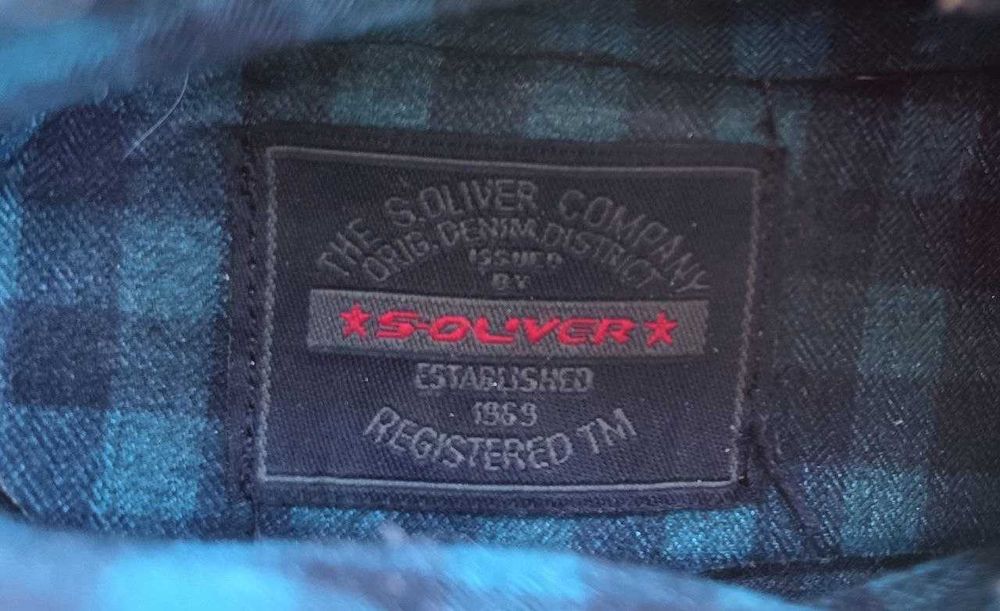 THE S.OLIVER COMPANY
ORIG. DENIM. DISTRICT
ISSUED
BY
★S·OLIVER★
ESTABLISHED
1969
REGISTERED TM